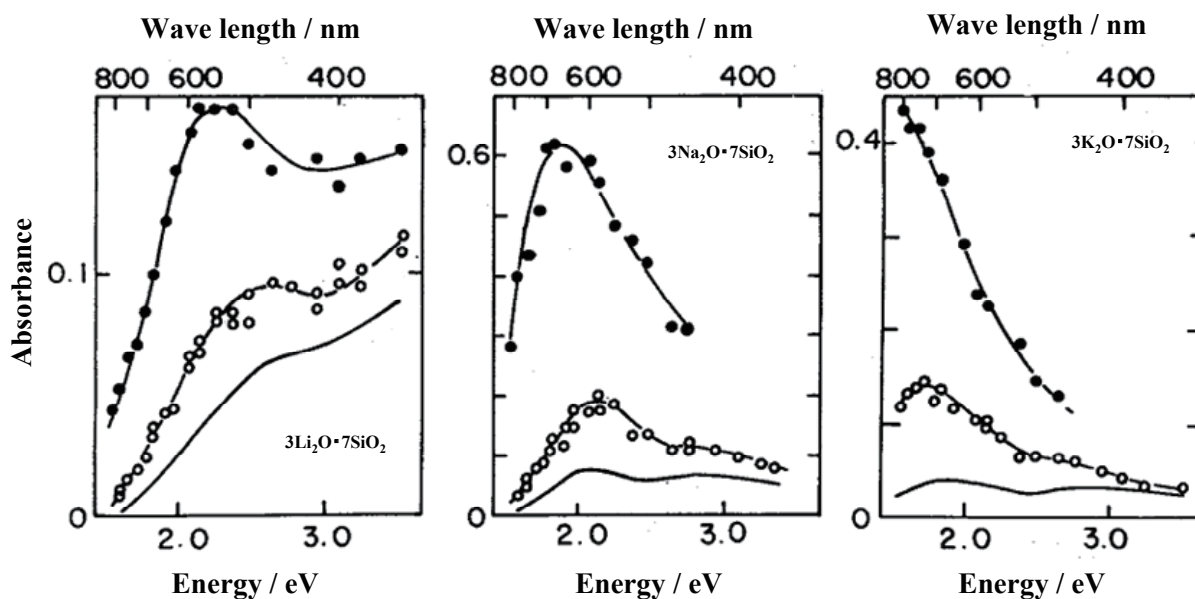 Wave length / nm
Wave length / nm
Wave length / nm
800 600 400
800 600 400
800 600 400
Absorbance
0.1
0
3Li₂O·7SiO₂
0.6
0
3Na₂O·7SiO₂
0.4
0
3K₂O·7SiO₂
2.0 3.0
2.0 3.0
2.0 3.0
Energy / eV
Energy / eV
Energy / eV